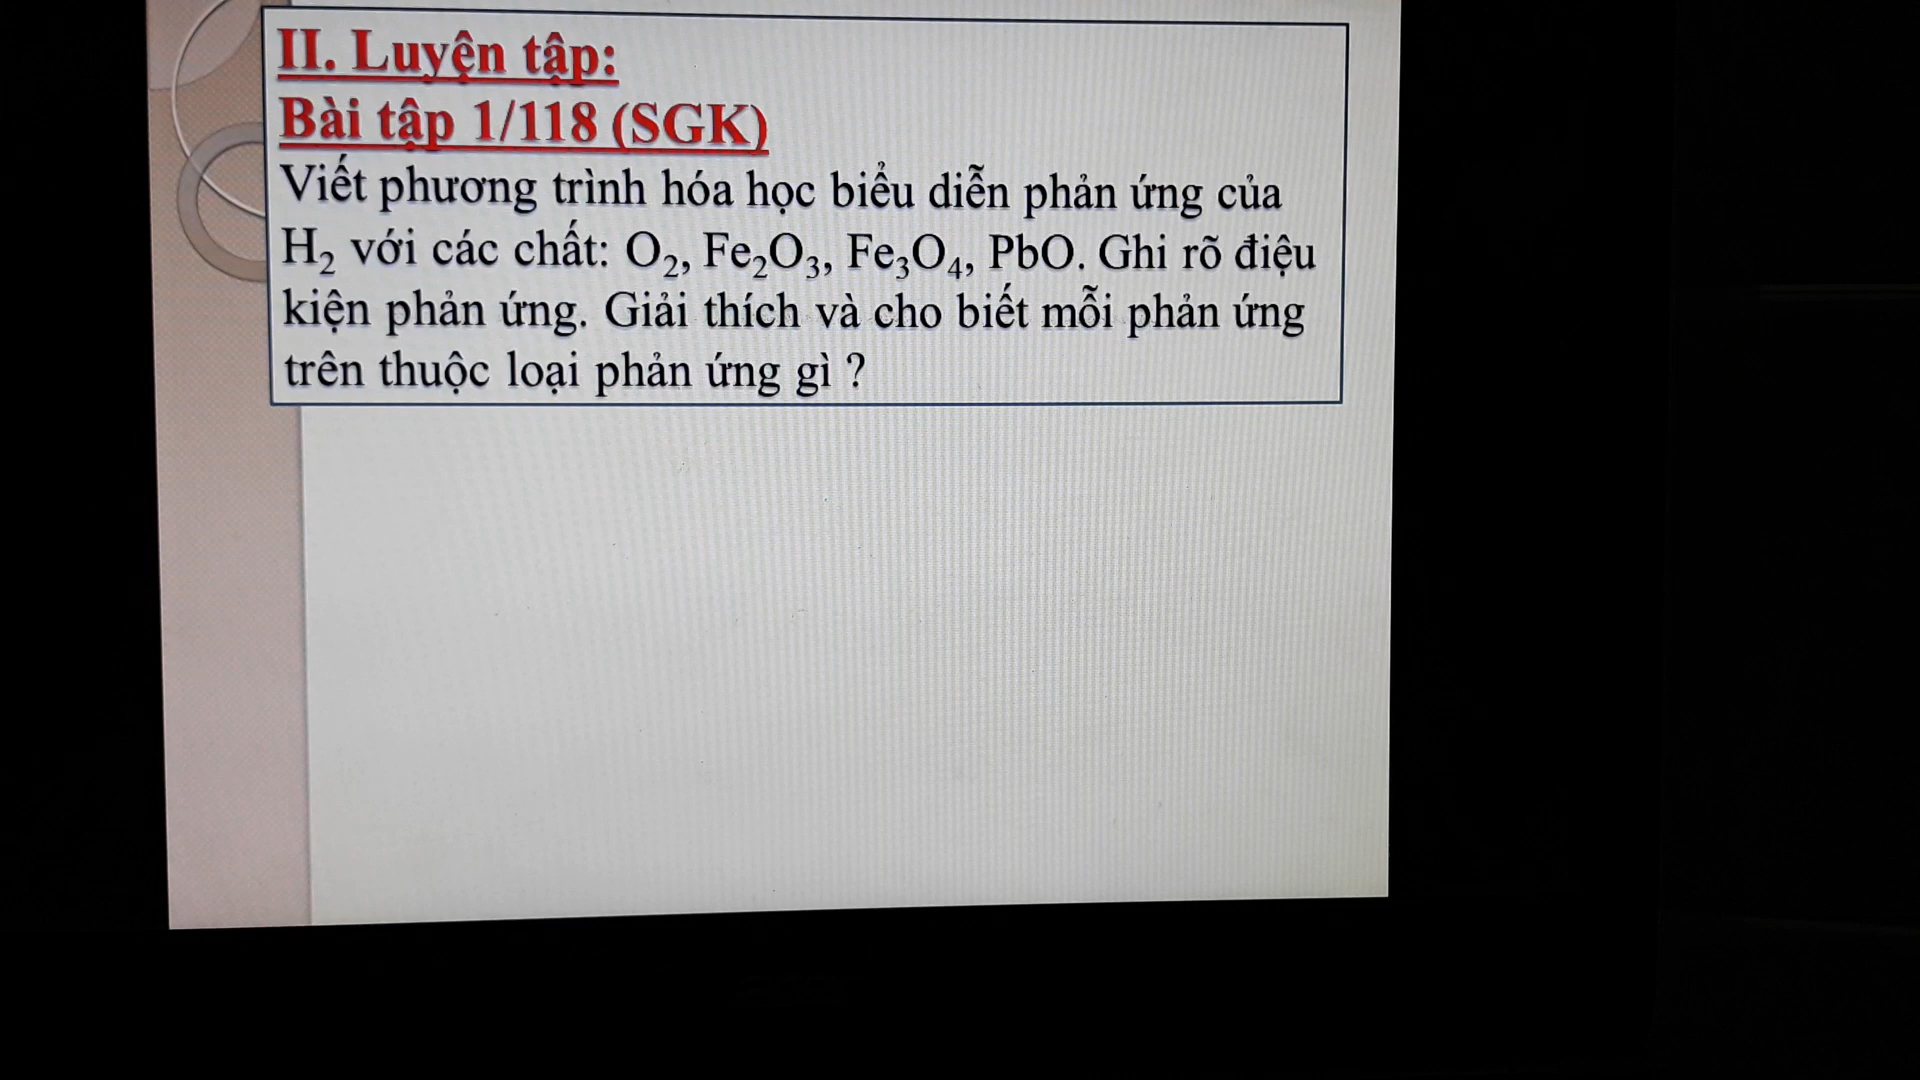 II. Luyện tập:
Bài tập 1/118 (SGK)
Viết phương trình hóa học biểu diễn phản ứng của
H₂ với các chất: O₂, Fe₂O₃, Fe₃O₄, PbO. Ghi rõ điệu
kiện phản ứng. Giải thích và cho biết mỗi phản ứng
trên thuộc loại phản ứng gì ?